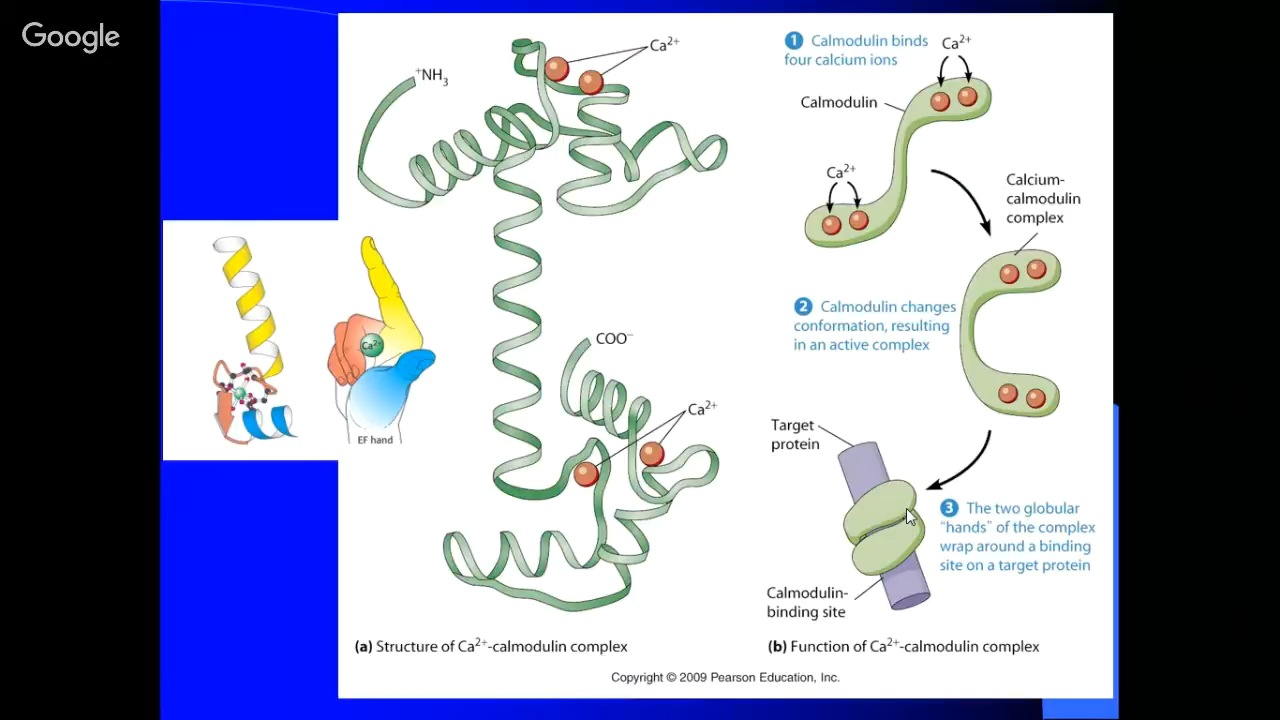 Google
Ca²⁺
⁺NH₃
COO⁻
Ca²⁺
(a) Structure of Ca²⁺-calmodulin complex
Ca²⁺
EF hand
1 Calmodulin binds
four calcium ions
Ca²⁺
Calmodulin
Ca²⁺
Calcium-
calmodulin
complex
2 Calmodulin changes
conformation, resulting
in an active complex
Target
protein
3 The two globular
“hands” of the complex
wrap around a binding
site on a target protein
Calmodulin-
binding site
(b) Function of Ca²⁺-calmodulin complex
Copyright © 2009 Pearson Education, Inc.